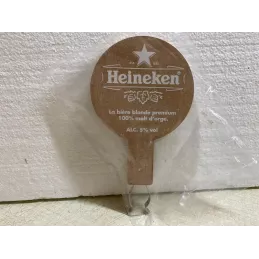 Heineken
La bière blonde premium
100% malt d'orge.
ALC. 5% vol